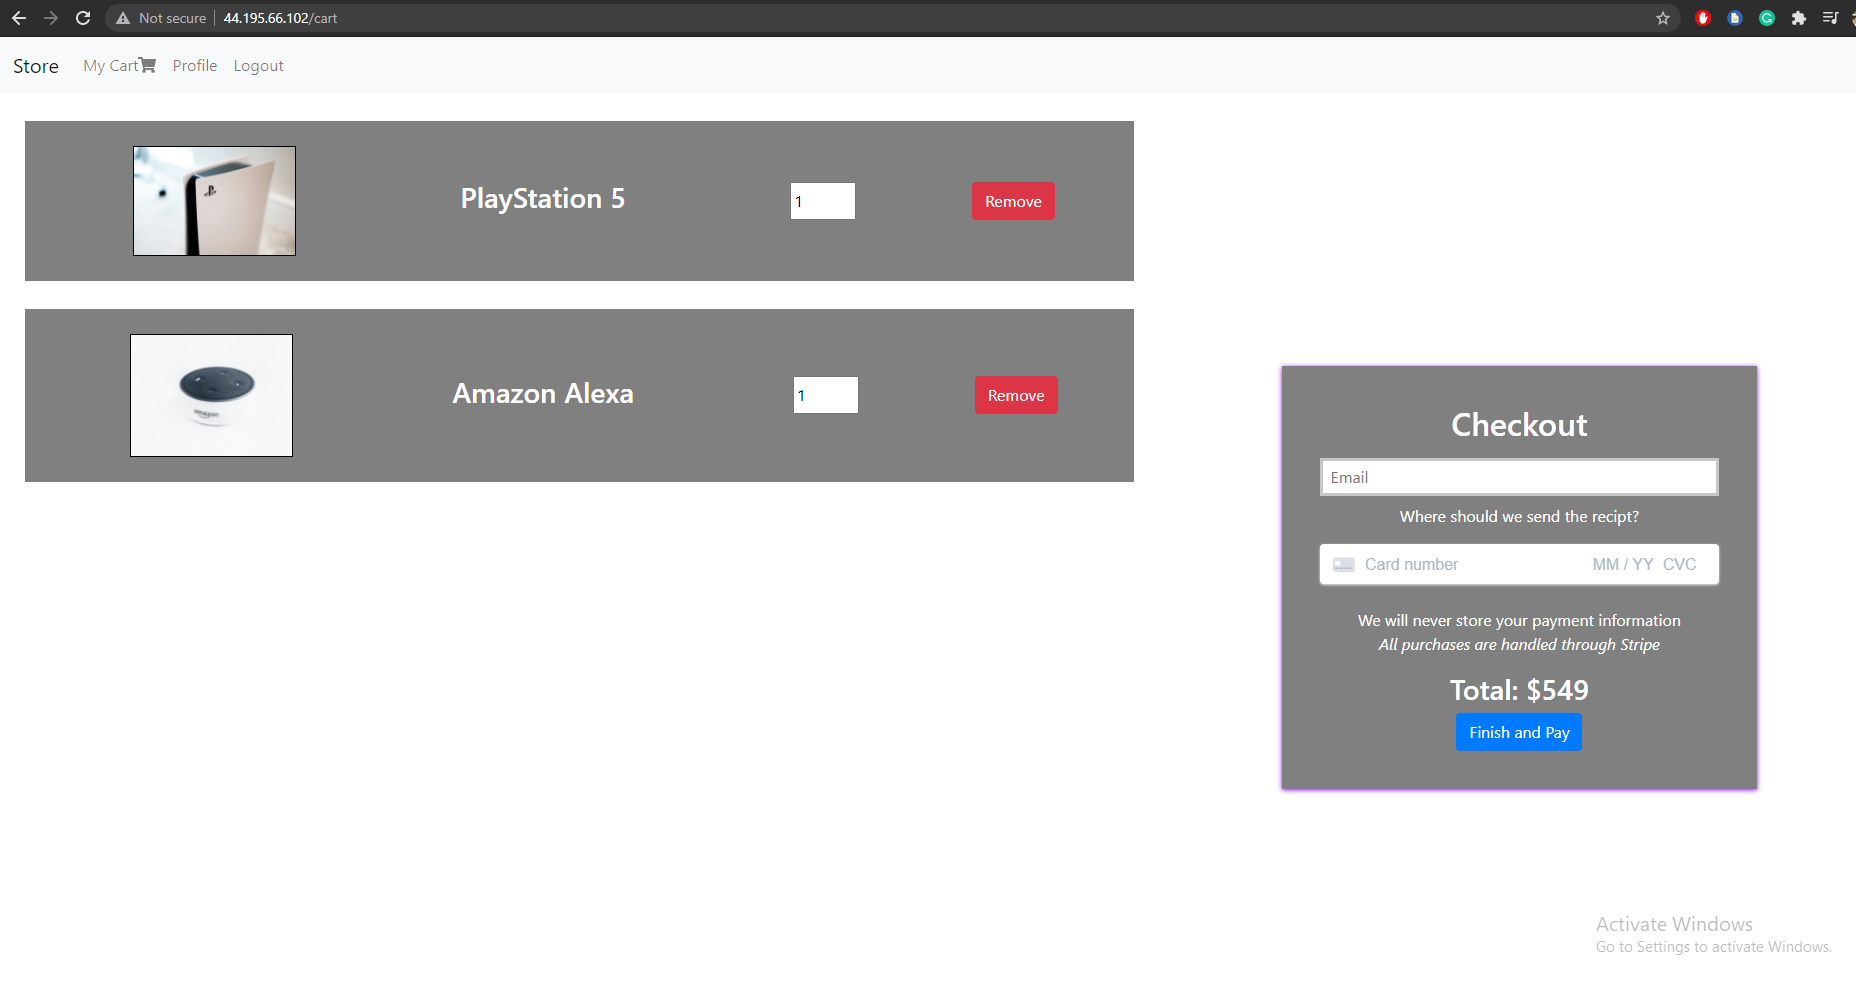 Not secure | 44.195.66.102/cart
Store My Cart Profile Logout
PlayStation 5 1 Remove
amazon
Amazon Alexa 1 Remove
Checkout
Email
Where should we send the recipt?
Card number MM / YY CVC
We will never store your payment information
All purchases are handled through Stripe
Total: $549
Finish and Pay
Activate Windows
Go to Settings to activate Windows.